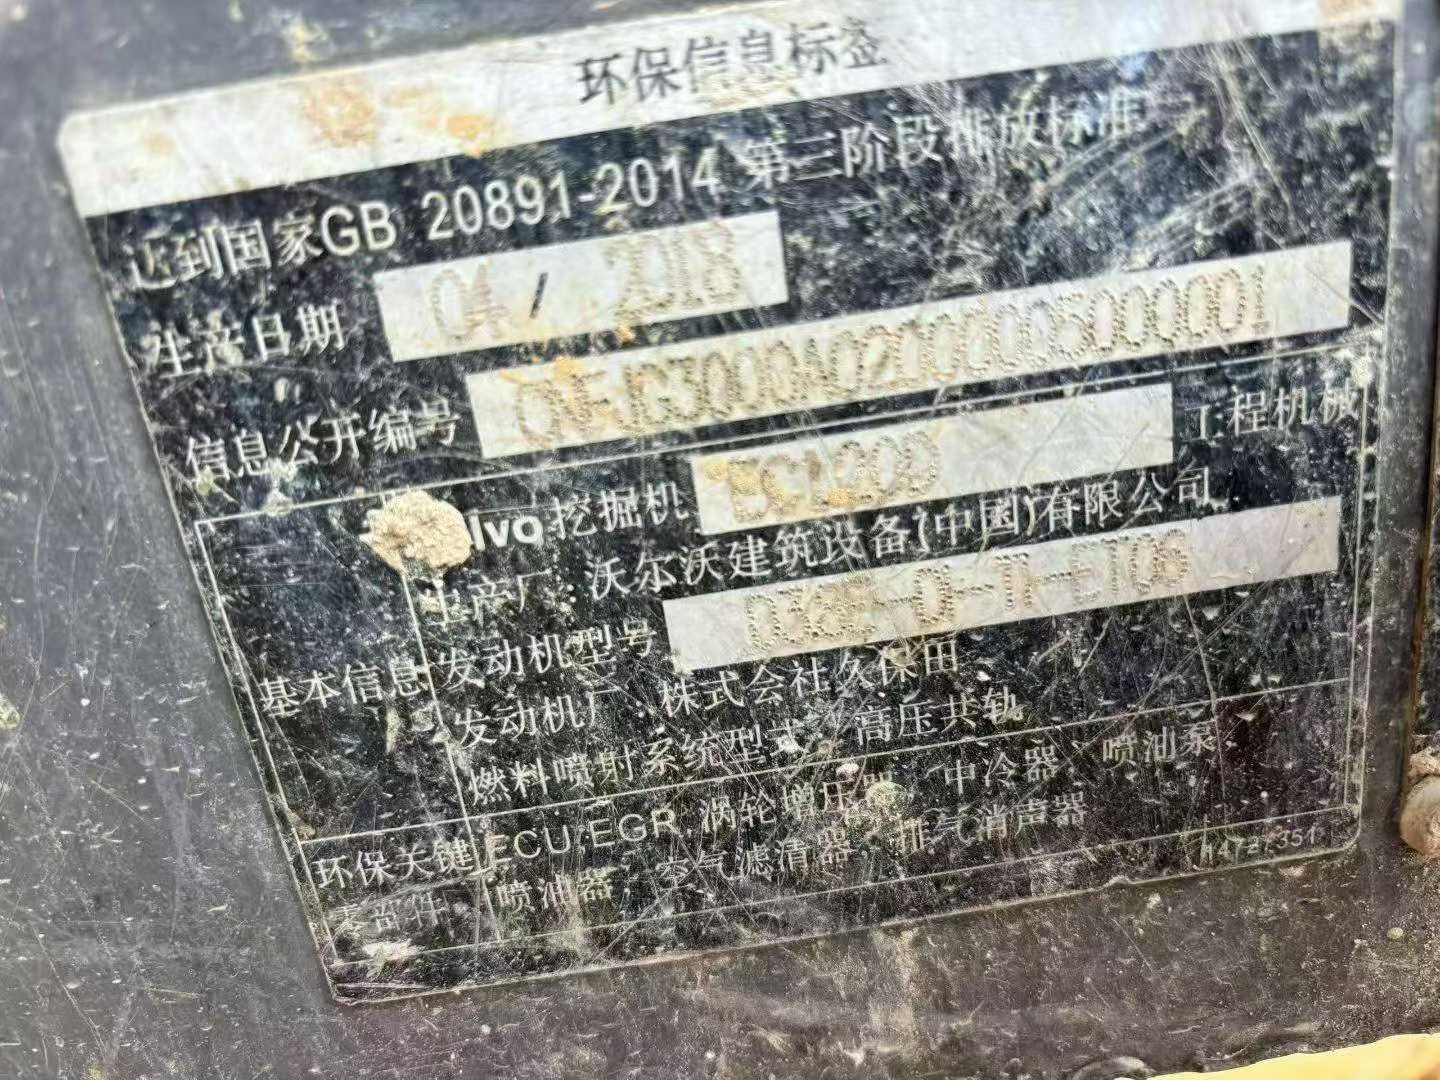 环保信息标签
达到国家GB 20891-2014 第三阶段排放标准
生产日期 04 / 2018
信息公开编号
挖掘机 工程机械
生产厂:沃尔沃建筑设备(中国)有限公司
基本信息 发动机型号
发动机厂:株式会社久保田
燃料喷射系统型式:高压共轨
环保关键 ECU,EGR,涡轮增压器,中冷器,喷油泵,
零部件 喷油器,空气滤清器,排气消声器
14727351